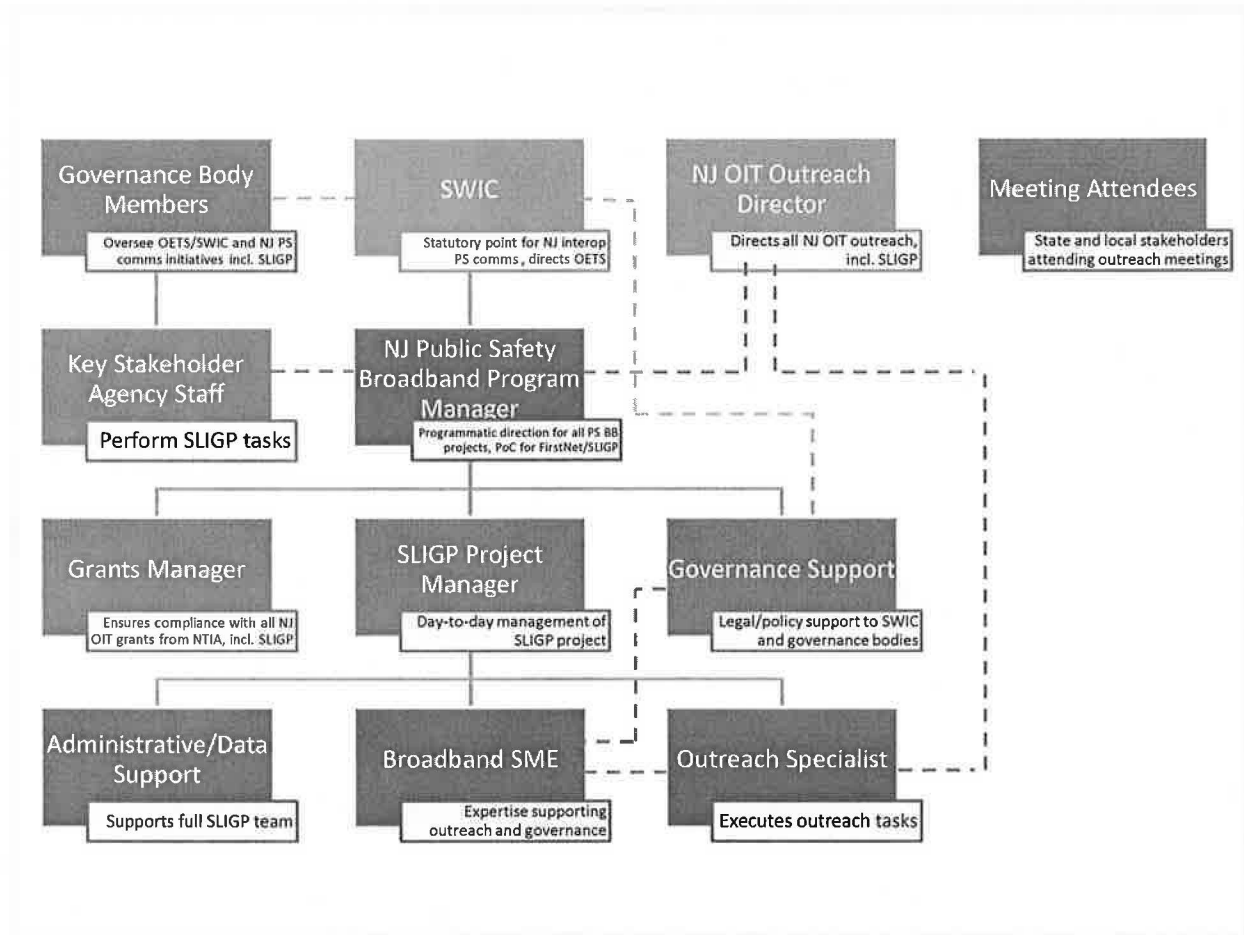 Governance Body
Members
Oversee OETS/SWIC and NJ PS
comms initiatives incl. SLIGP
SWIC
Statutory point for NJ interop
PS comms , directs OETS
NJ OIT Outreach
Director
Directs all NJ OIT outreach,
incl. SLIGP
Meeting Attendees
State and local stakeholders
attending outreach meetings
Key Stakeholder
Agency Staff
Perform SLIGP tasks
NJ Public Safety
Broadband Program
Manager
Programmatic direction for all PS BB
projects, PoC for FirstNet/SLIGP
Grants Manager
Ensures compliance with all NJ
OIT grants from NTIA, incl. SLIGP
SLIGP Project
Manager
Day-to-day management of
SLIGP project
Governance Support
Legal/policy support to SWIC
and governance bodies
Administrative/Data
Support
Supports full SLIGP team
Broadband SME
Expertise supporting
outreach and governance
Outreach Specialist
Executes outreach tasks